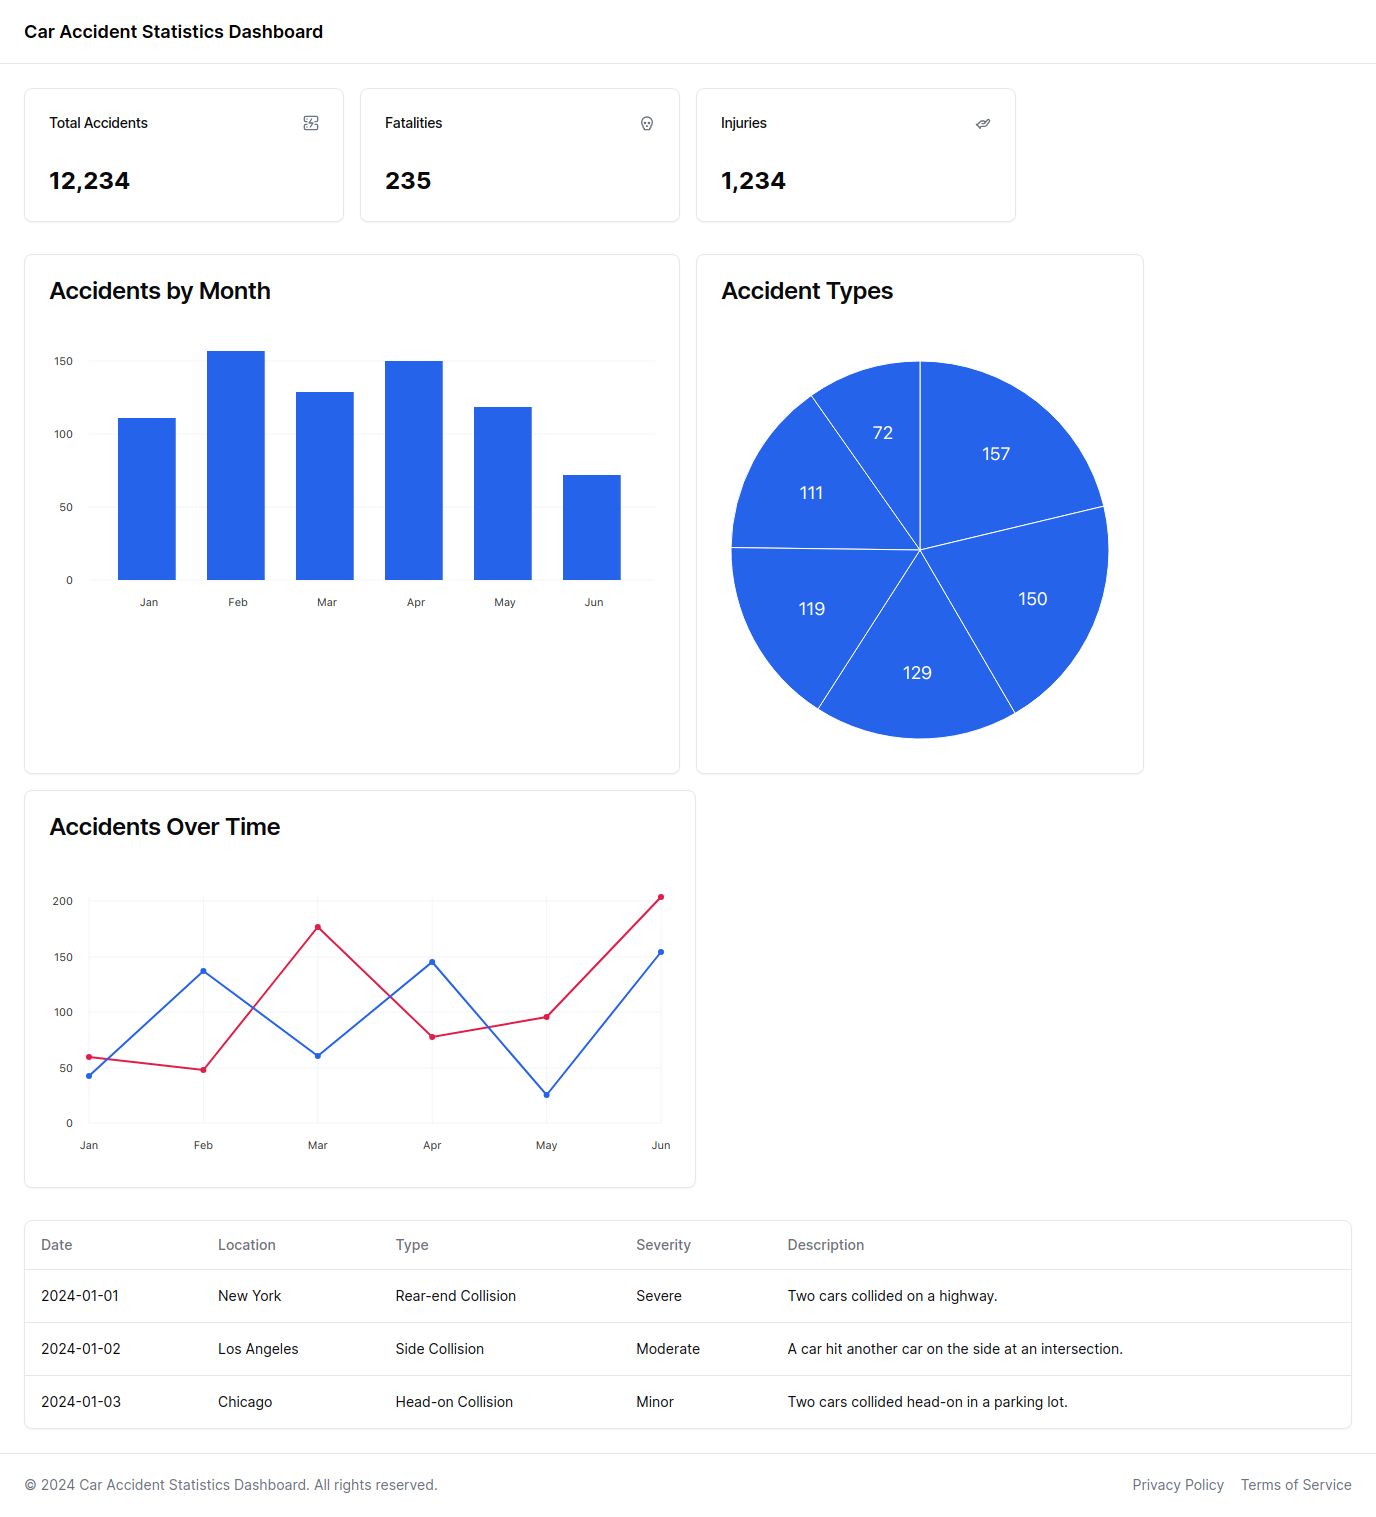 Car Accident Statistics Dashboard
Total Accidents
12,234
Fatalities
235
Injuries
1,234
Accidents by Month
150
100
50
0
Jan Feb Mar Apr May Jun
Accident Types
72
157
111
150
119
129
Accidents Over Time
200
150
100
50
0
Jan Feb Mar Apr May Jun
Date Location Type Severity Description
2024-01-01 New York Rear-end Collision Severe Two cars collided on a highway.
2024-01-02 Los Angeles Side Collision Moderate A car hit another car on the side at an intersection.
2024-01-03 Chicago Head-on Collision Minor Two cars collided head-on in a parking lot.
© 2024 Car Accident Statistics Dashboard. All rights reserved. Privacy Policy Terms of Service